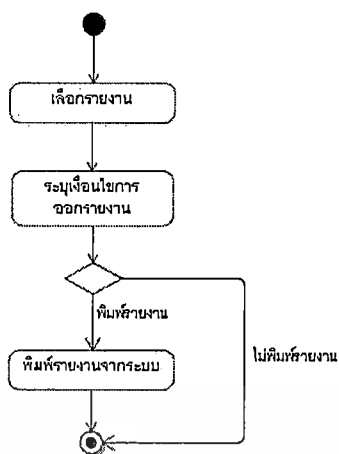 เลือกรายงาน
ระบุเงื่อนไขการ
ออกรายงาน
พิมพ์รายงาน
ไม่พิมพ์รายงาน
พิมพ์รายงานจากระบบ